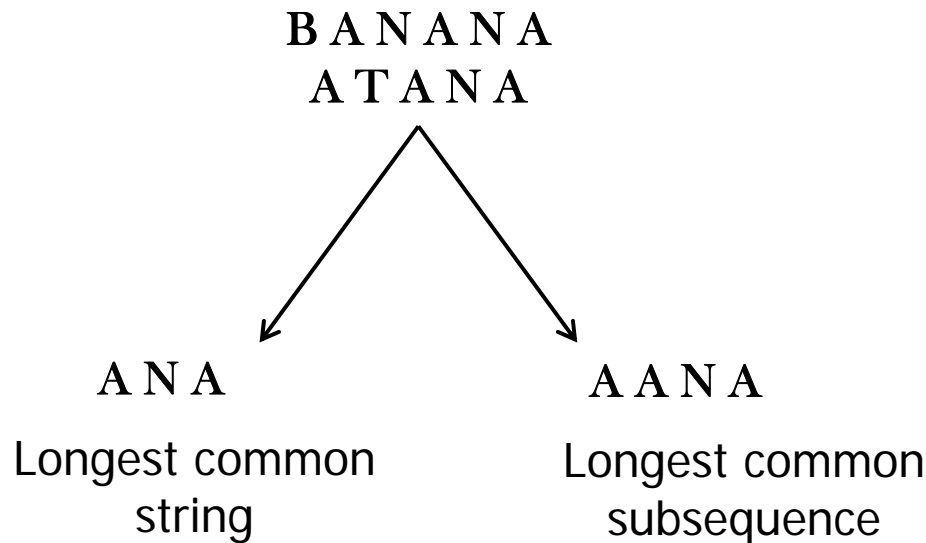 B A N A N A
A T A N A
A N A
A A N A
Longest common
string
Longest common
subsequence